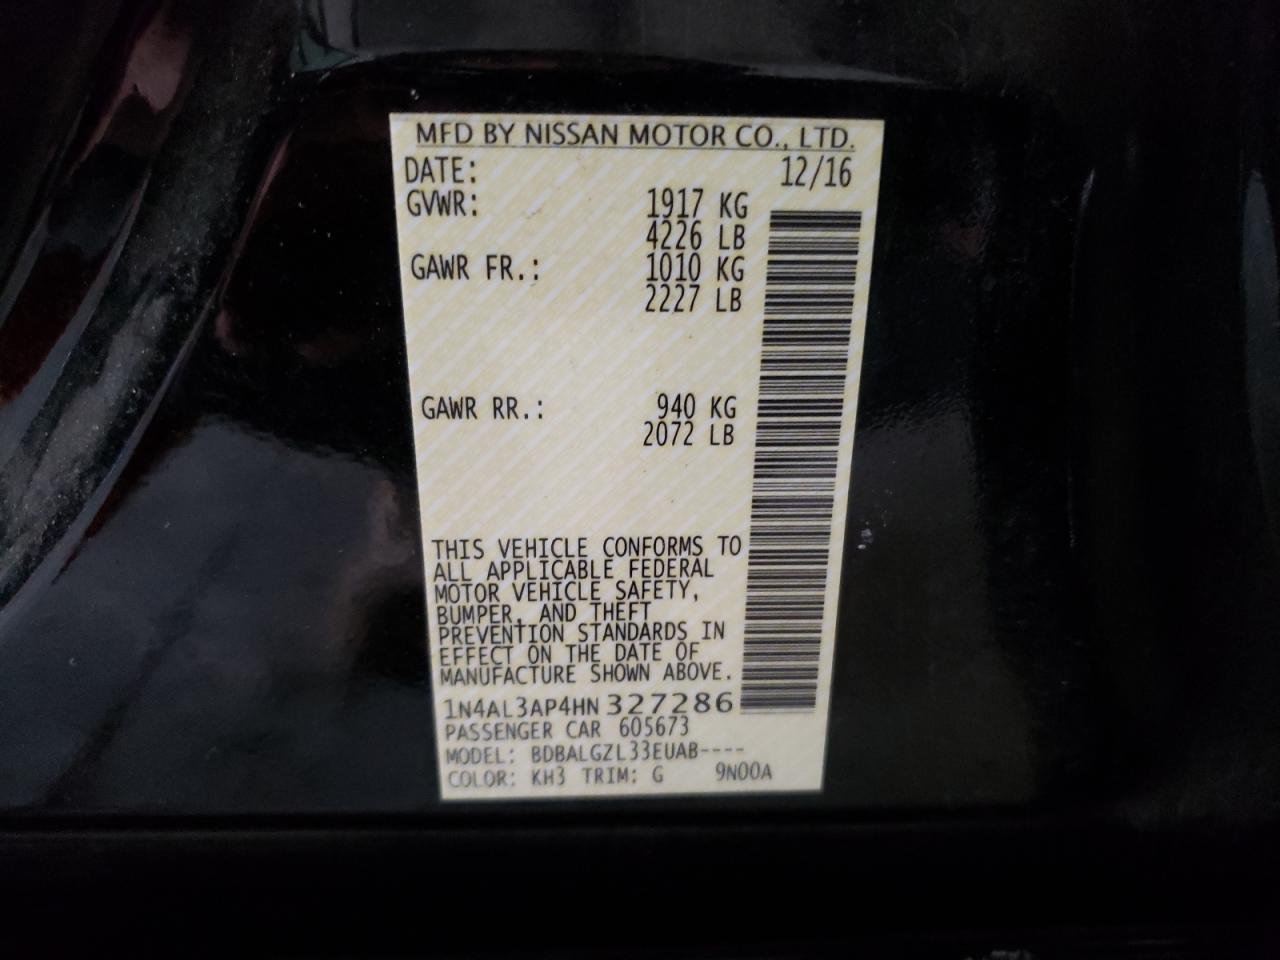 MFD BY NISSAN MOTOR CO., LTD.
DATE: 12/16
GVWR: 1917 KG
4226 LB
GAWR FR.: 1010 KG
2227 LB
GAWR RR.: 940 KG
2072 LB
THIS VEHICLE CONFORMS TO
ALL APPLICABLE FEDERAL
MOTOR VEHICLE SAFETY,
BUMPER, AND THEFT
PREVENTION STANDARDS IN
EFFECT ON THE DATE OF
MANUFACTURE SHOWN ABOVE.
1N4AL3AP4HN 327286
PASSENGER CAR 605673
MODEL: BDBALGZL33EUAB----
COLOR: KH3 TRIM: G 9N00A